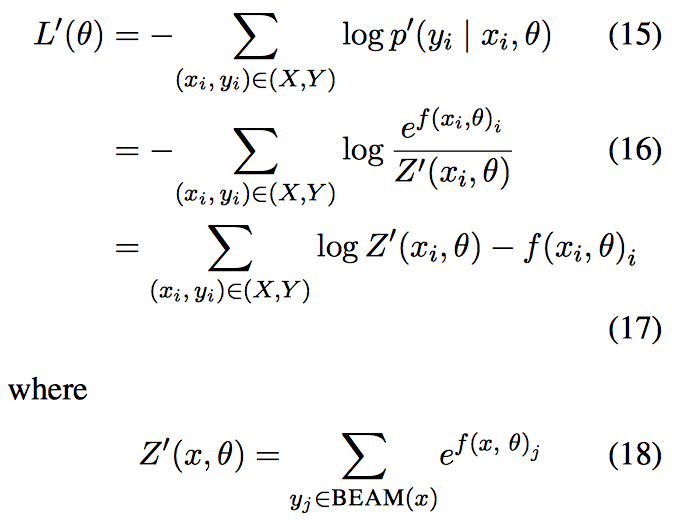 L′(θ) = − ∑_{(x_i, y_i)∈(X,Y)} log p′(y_i | x_i, θ) (15)
= − ∑_{(x_i, y_i)∈(X,Y)} log \frac{e^{f(x_i,θ)_i}}{Z′(x_i, θ)} (16)
= ∑_{(x_i, y_i)∈(X,Y)} log Z′(x_i, θ) − f(x_i, θ)_i
(17)
where
Z′(x, θ) = ∑_{y_j∈BEAM(x)} e^{f(x, θ)_j} (18)